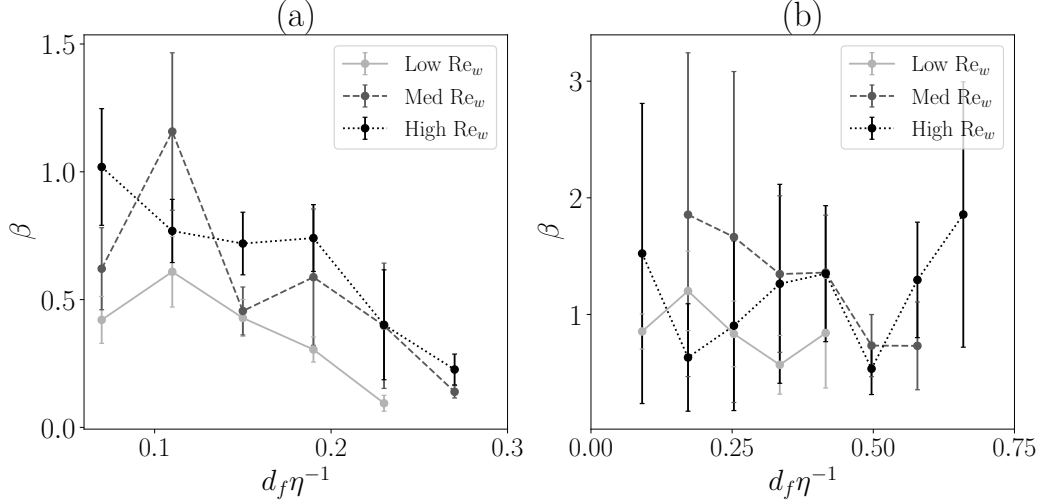 (a)
1.5
1.0
0.5
0.0
β
0.1
0.2
0.3
d_f η⁻¹
Low Re_w
Med Re_w
High Re_w
(b)
3
2
1
β
0.00
0.25
0.50
0.75
d_f η⁻¹
Low Re_w
Med Re_w
High Re_w